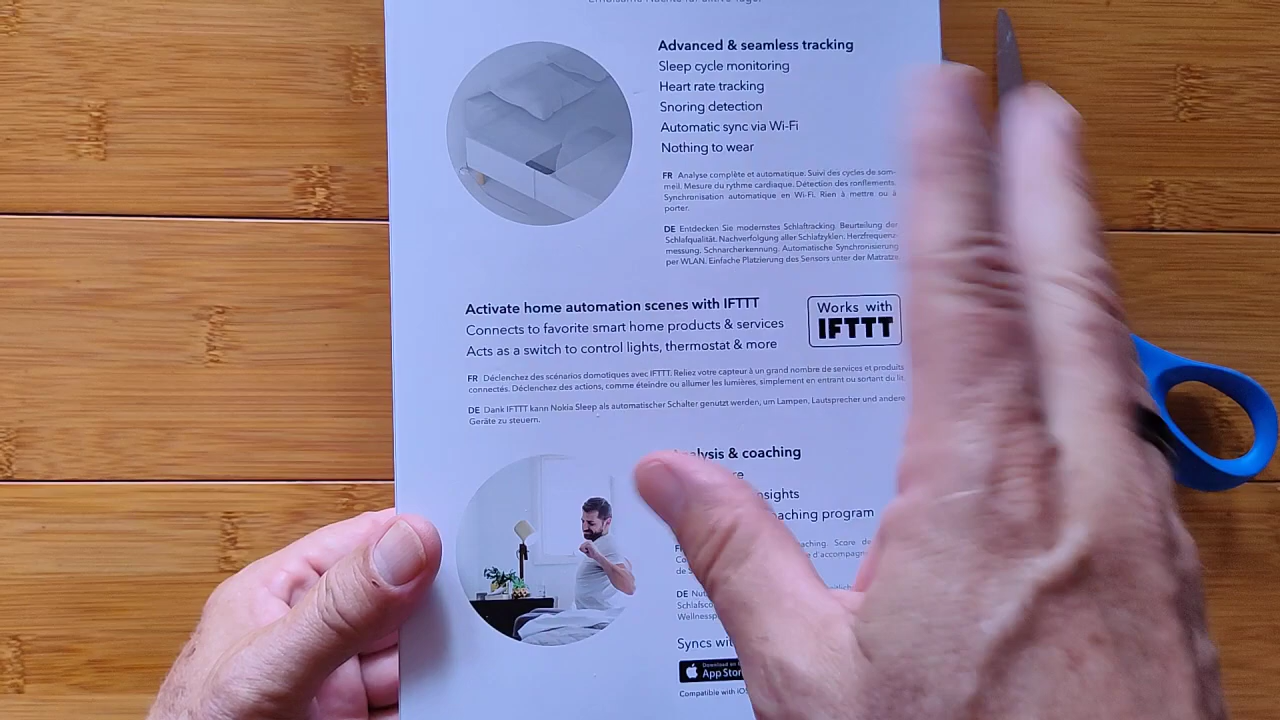 Advanced & seamless tracking
Sleep cycle monitoring
Heart rate tracking
Snoring detection
Automatic sync via Wi-Fi
Nothing to wear
FR Analyse complète et automatique. Suivi des cycles de som-
meil. Mesure du rythme cardiaque. Détection des ronflements.
Synchronisation automatique en Wi-Fi. Rien à mettre ou à
porter.
DE Entdecken Sie modernstes Schlaftracking. Beurteilung der
Schlafqualität. Nachverfolgung aller Schlafzyklen. Herzfrequenz-
messung. Schnarcherkennung. Automatische Synchronisierung
per WLAN. Einfache Platzierung des Sensors unter der Matratze
Activate home automation scenes with IFTTT
Connects to favorite smart home products & services
Acts as a switch to control lights, thermostat & more
Works with
IFTTT
FR Déclenchez des scénarios domotiques avec IFTTT. Reliez votre capteur à un grand nombre de services et produits
connectés. Déclenchez des actions, comme éteindre ou allumer les lumières, simplement en entrant ou sortant du lit.
DE Dank IFTTT kann Nokia Sleep als automatischer Schalter genutzt werden, um Lampen, Lautsprecher und andere
Geräte zu steuern.
& coaching
program
Score de
DE
Syncs
Download on
App Store
Compatible with